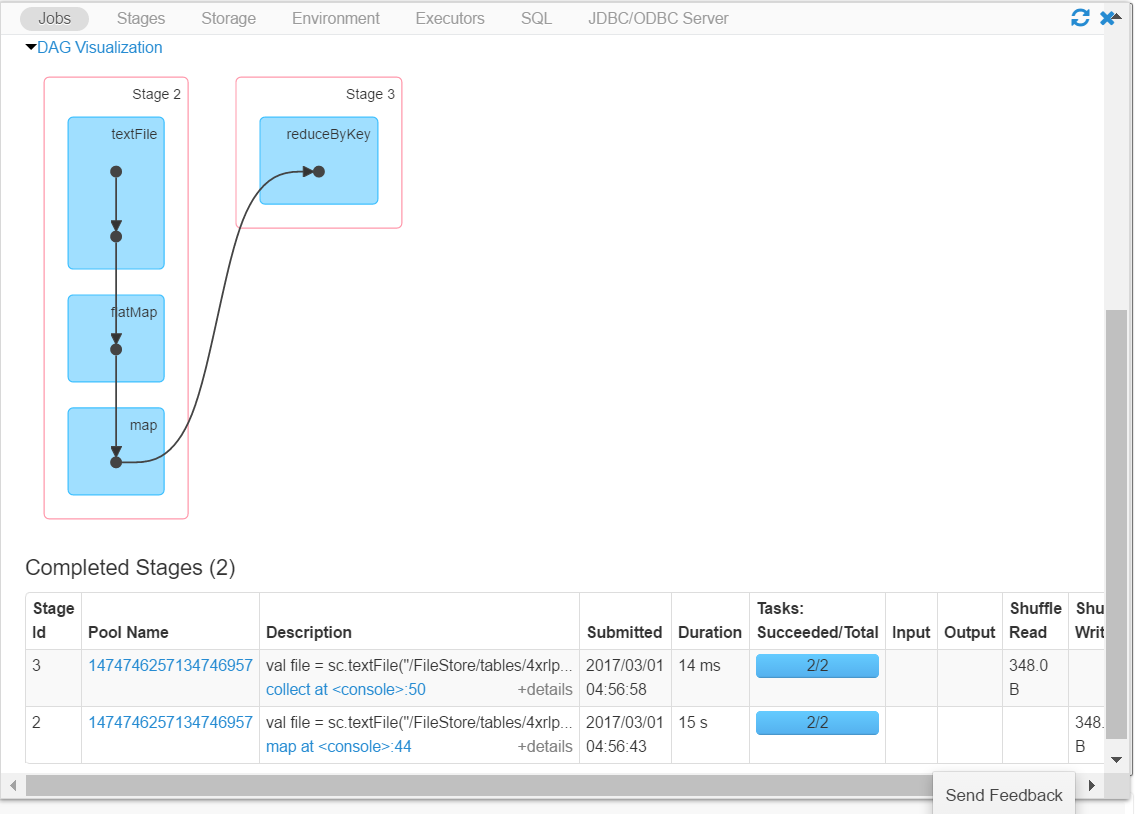 Jobs Stages Storage Environment Executors SQL JDBC/ODBC Server
DAG Visualization
Stage 2 Stage 3
textFile reduceByKey
flatMap
map
Completed Stages (2)
Stage Id Pool Name Description Submitted Duration Tasks: Succeeded/Total Input Output Shuffle Read Shu Writ
3 1474746257134746957 val file = sc.textFile("/FileStore/tables/4xrlp... 2017/03/01 14 ms 2/2 348.0
collect at <console>:50 +details 04:56:58 B
2 1474746257134746957 val file = sc.textFile("/FileStore/tables/4xrlp... 2017/03/01 15 s 2/2 348.
map at <console>:44 +details 04:56:43 B
Send Feedback